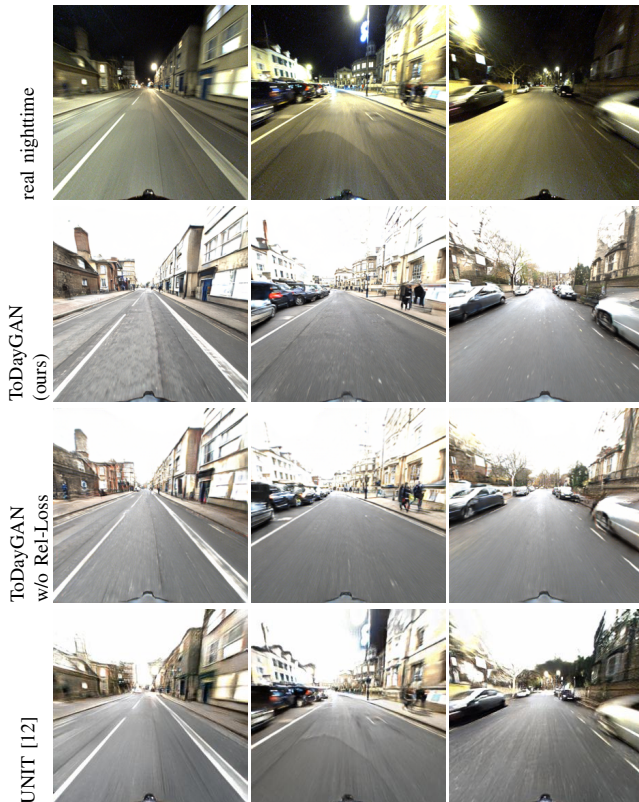 real nighttime
ToDayGAN
(ours)
ToDayGAN
w/o Rel-Loss
UNIT [12]